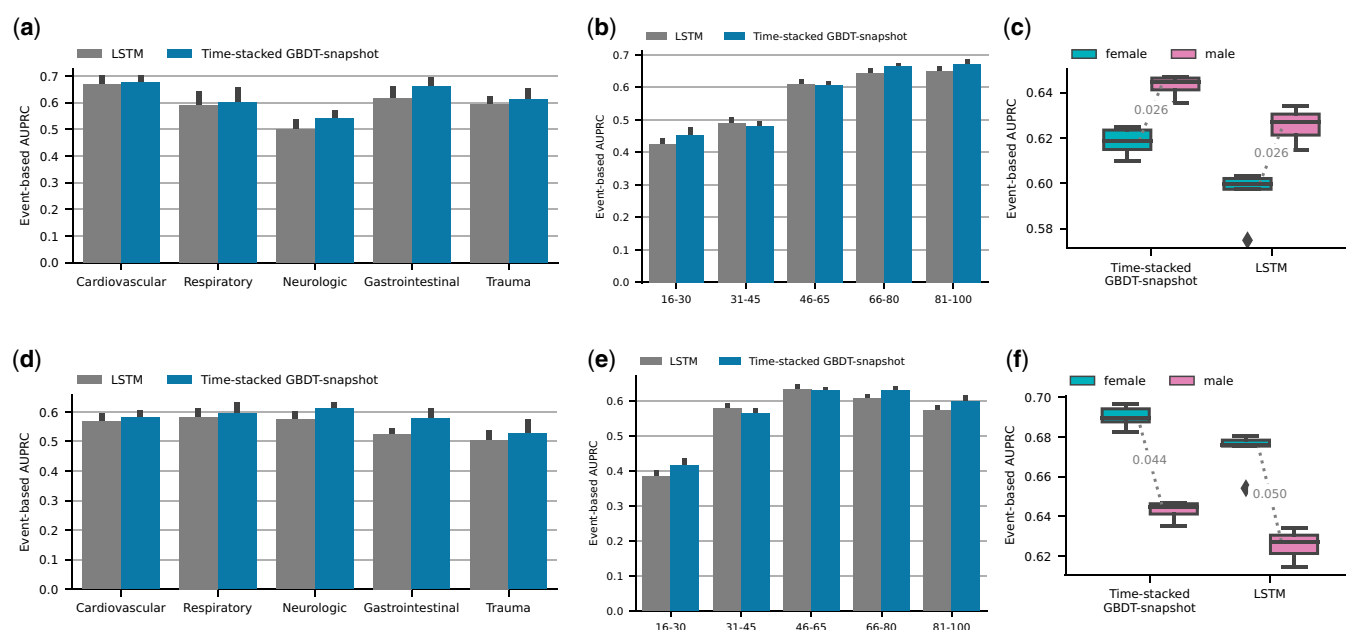 (a)
LSTM Time-stacked GBDT-snapshot
Event-based AUPRC
0.7
0.6
0.5
0.4
0.3
0.2
0.1
0.0
Cardiovascular Respiratory Neurologic Gastrointestinal Trauma
(b)
LSTM Time-stacked GBDT-snapshot
Event-based AUPRC
0.7
0.6
0.5
0.4
0.3
0.2
0.1
0.0
16-30 31-45 46-65 66-80 81-100
(c)
female male
Event-based AUPRC
0.64
0.62
0.60
0.58
0.026
0.026
Time-stacked
GBDT-snapshot
LSTM
(d)
LSTM Time-stacked GBDT-snapshot
Event-based AUPRC
0.6
0.5
0.4
0.3
0.2
0.1
0.0
Cardiovascular Respiratory Neurologic Gastrointestinal Trauma
(e)
LSTM Time-stacked GBDT-snapshot
Event-based AUPRC
0.6
0.5
0.4
0.3
0.2
0.1
0.0
16-30 31-45 46-65 66-80 81-100
(f)
female male
Event-based AUPRC
0.70
0.68
0.66
0.64
0.62
0.044
0.050
Time-stacked
GBDT-snapshot
LSTM